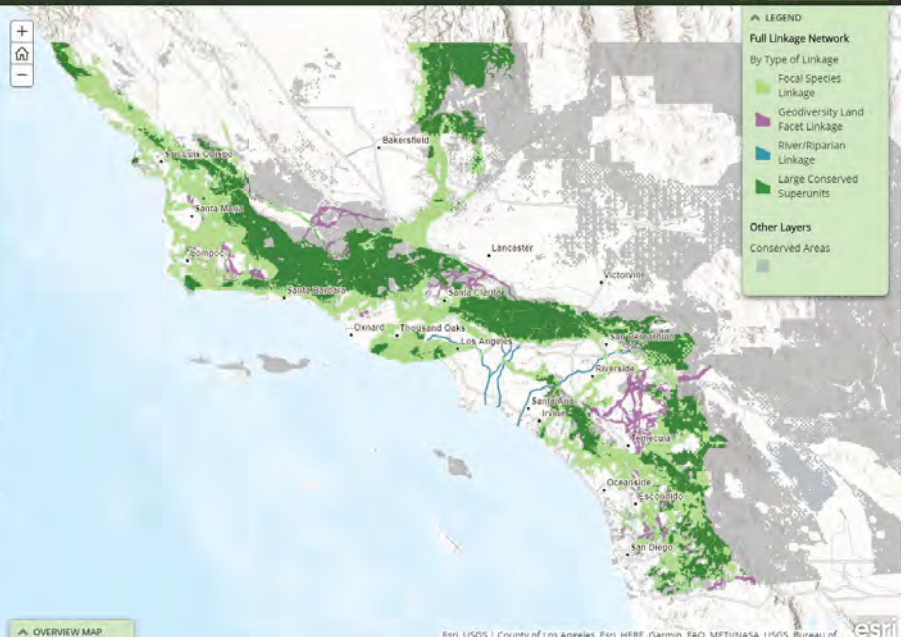 +
−
LEGEND
Full Linkage Network
By Type of Linkage
Focal Species
Linkage
Geodiversity Land
Facet Linkage
River/Riparian
Linkage
Large Conserved
Superunits
Other Layers
Conserved Areas
Bakersfield
San Luis Obispo
Santa Maria
Lompoc
Lancaster
Victorville
Santa Barbara
Santa Clarita
Oxnard
Thousand Oaks
Los Angeles
San Bernardino
Riverside
Santa Ana
Irvine
Temecula
Oceanside
Escondido
San Diego
OVERVIEW MAP
Esri, USGS | County of Los Angeles, Esri, HERE, Garmin, FAO, METI/NASA, USGS, Bureau of
esri